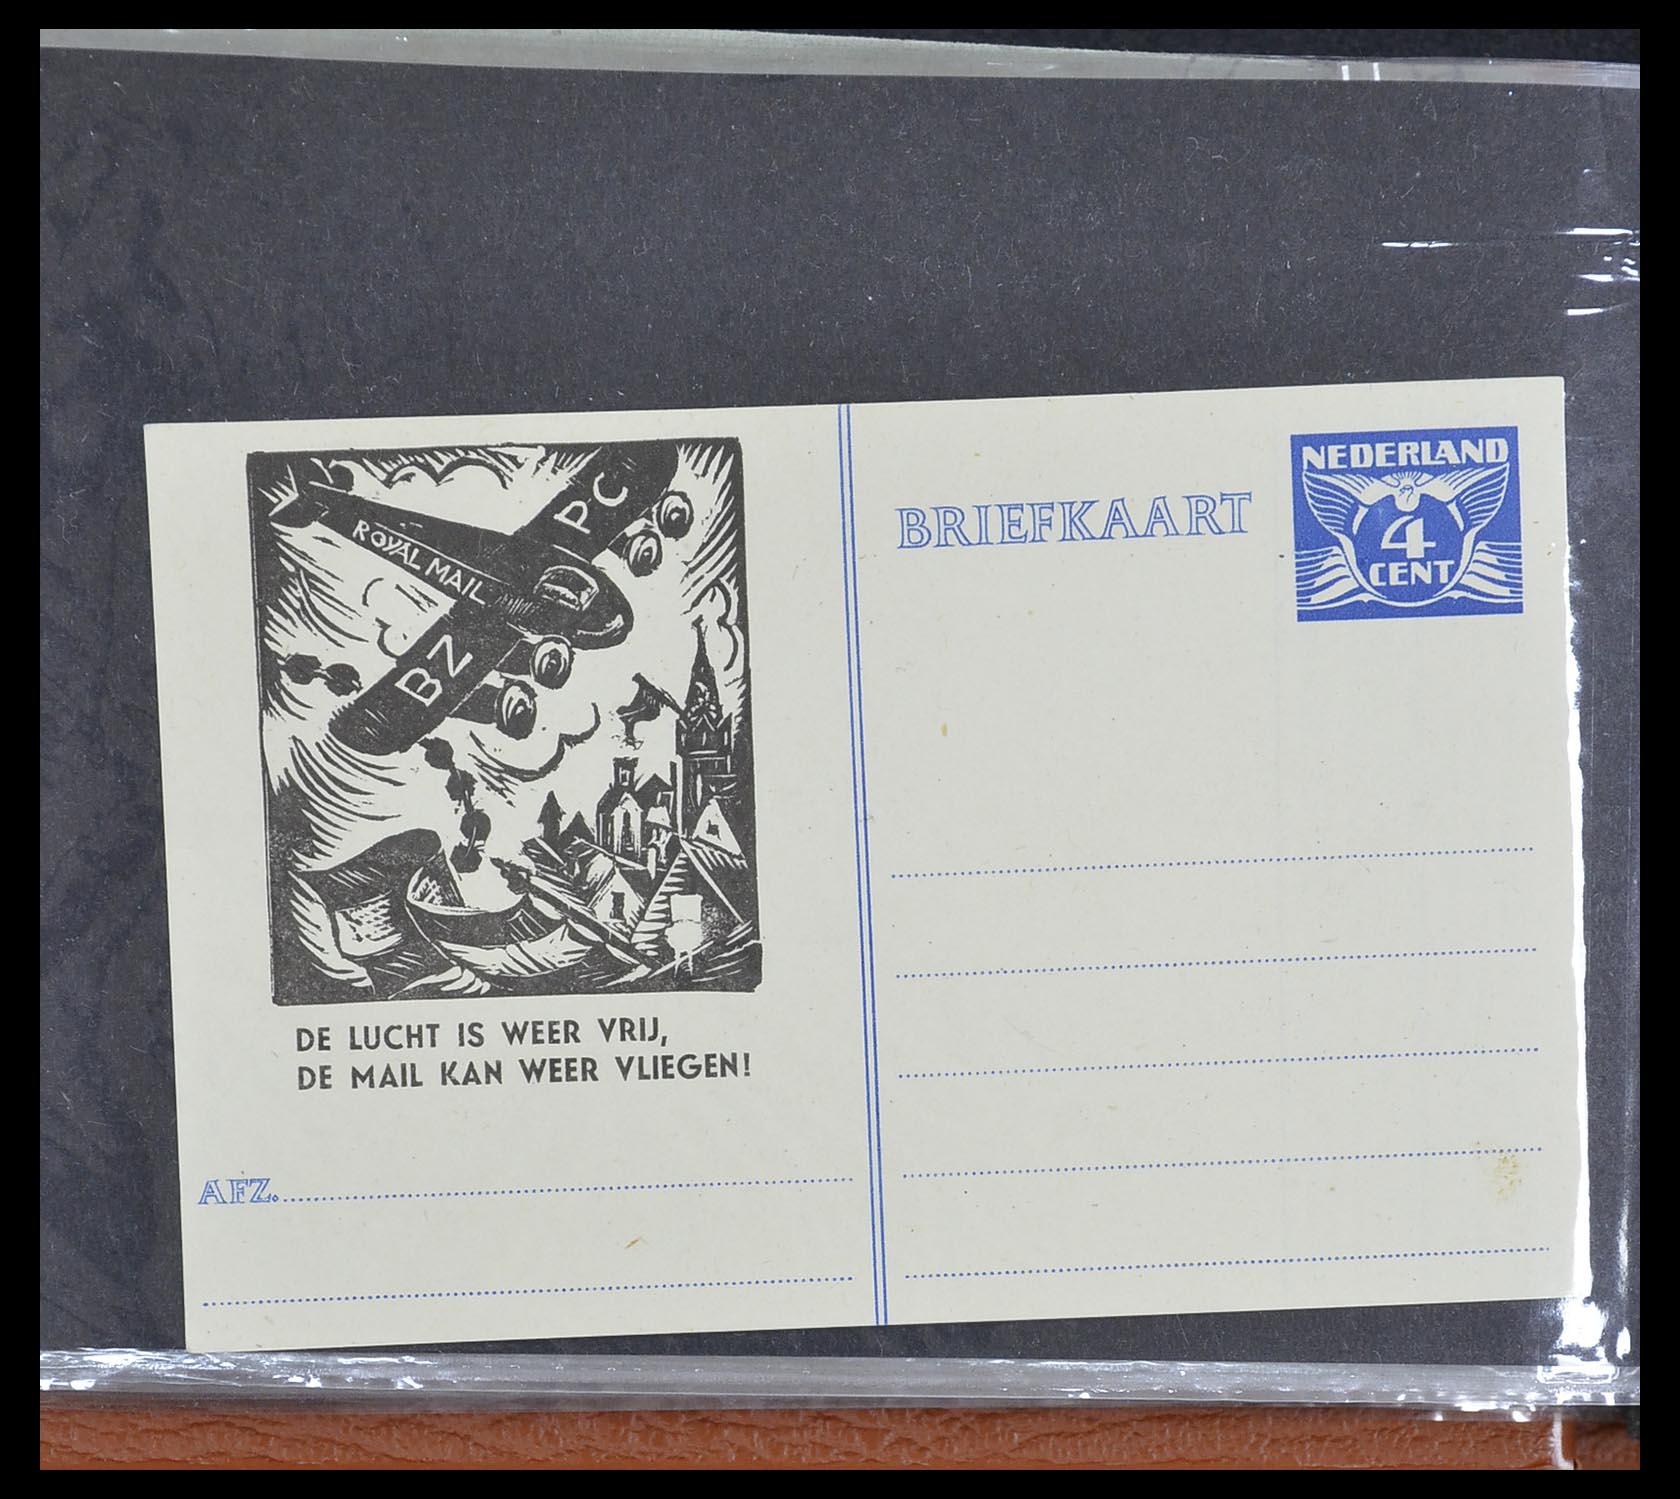 ROYAL MAIL
PC
BZ
DE LUCHT IS WEER VRIJ,
DE MAIL KAN WEER VLIEGEN!
AFZ.
BRIEFKAART
NEDERLAND
4
CENT